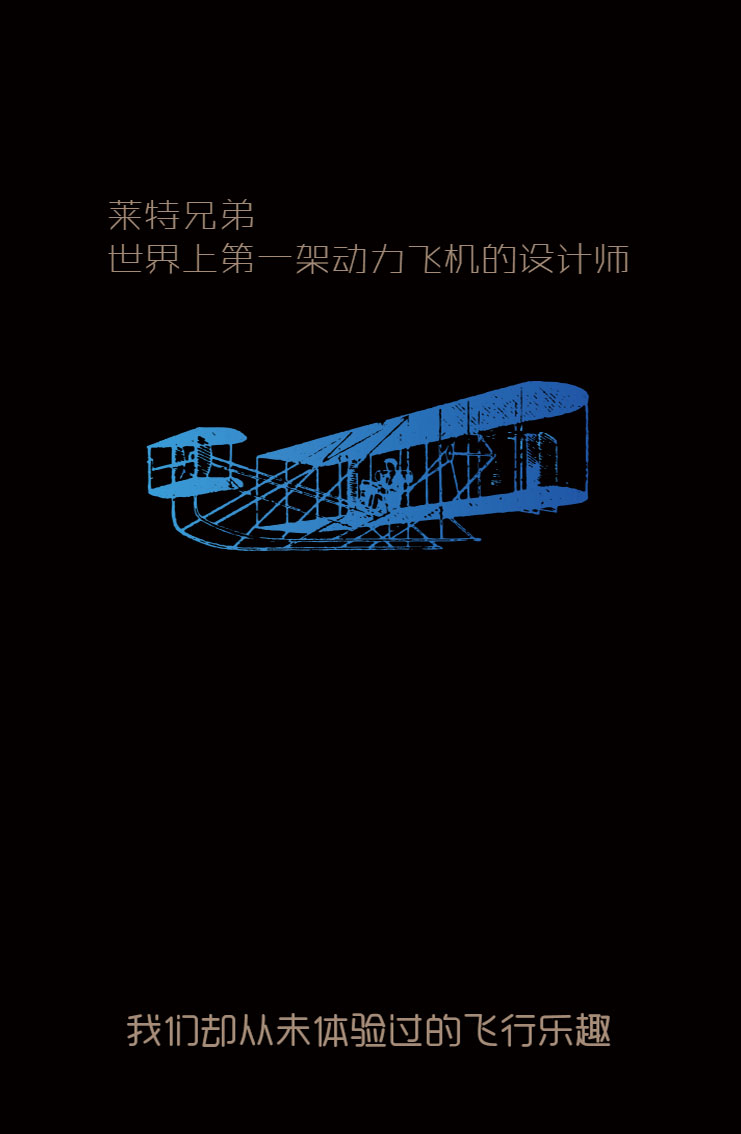 莱特兄弟
世界上第一架动力飞机的设计师
我们却从未体验过的飞行乐趣